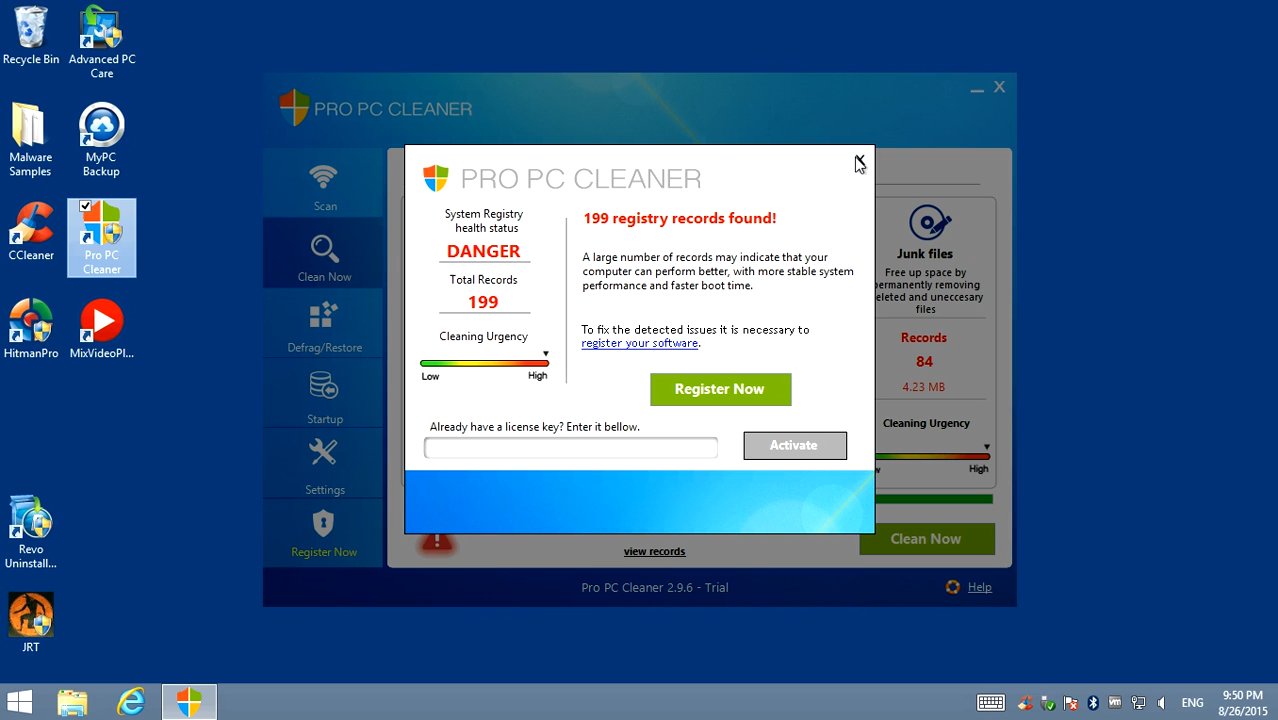 Recycle Bin
Advanced PC
Care
Malware
Samples
MyPC
Backup
CCleaner
Pro PC
Cleaner
HitmanPro
MixVideoPl...
Revo
Uninstall...
JRT
PRO PC CLEANER
Scan
Clean Now
Defrag/Restore
Startup
Settings
Register Now
PRO PC CLEANER
X
System Registry
health status
DANGER
Total Records
199
Cleaning Urgency
Low
High
199 registry records found!
A large number of records may indicate that your
computer can perform better, with more stable system
performance and faster boot time.
To fix the detected issues it is necessary to
register your software.
Register Now
Already have a license key? Enter it bellow.
Activate
Junk files
Free up space by
permanently removing
deleted and uneccesary
files
Records
84
4.23 MB
Cleaning Urgency
High
view records
Clean Now
Pro PC Cleaner 2.9.6 - Trial
Help
ENG
9:50 PM
8/26/2015